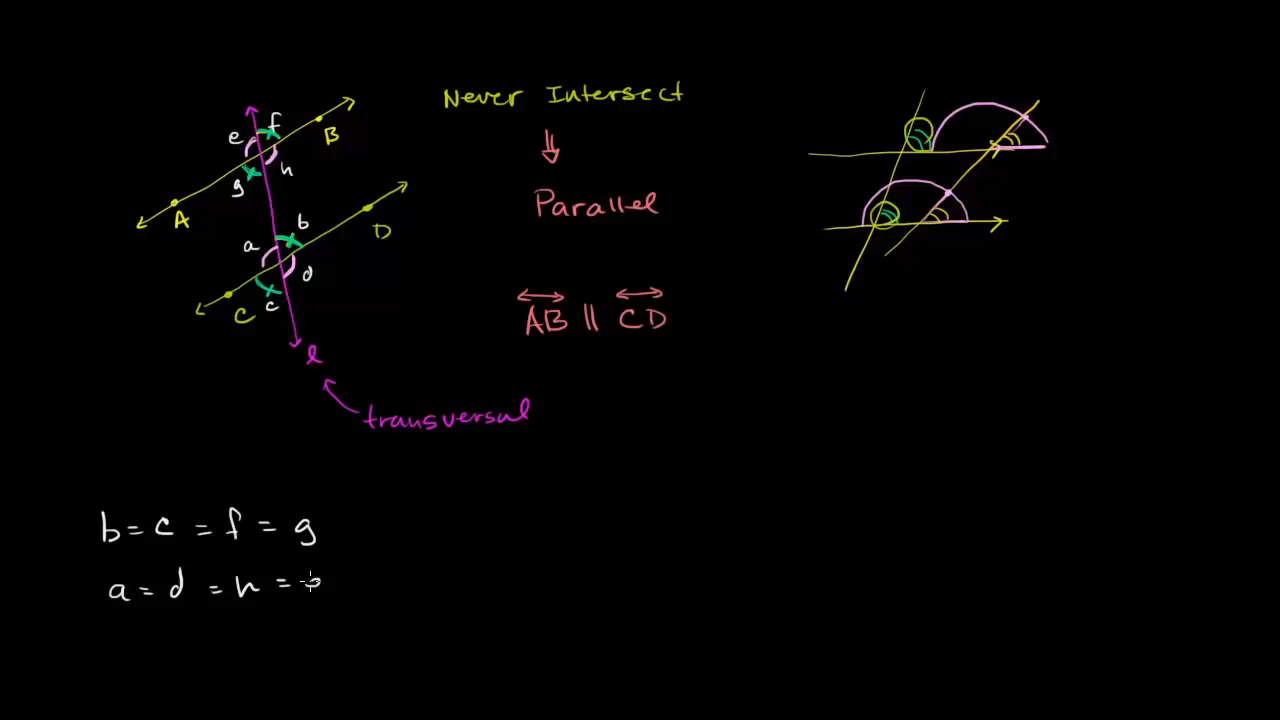 Never Intersect
⇓
Parallel
AB || CD
e f B
g h
A
a b D
d
C c
l
transversal
b = c = f = g
a = d = h =